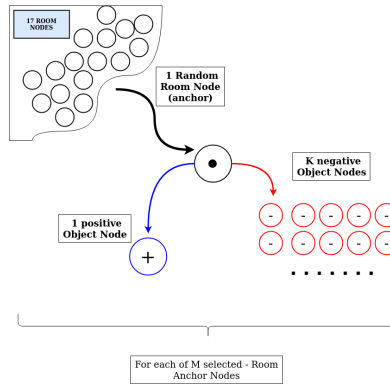 17 ROOM
NODES
1 Random
Room Node
(anchor)
K negative
Object Nodes
1 positive
Object Node
+
- - - - -
- - - - -
. . . . . . .
For each of M selected - Room
Anchor Nodes